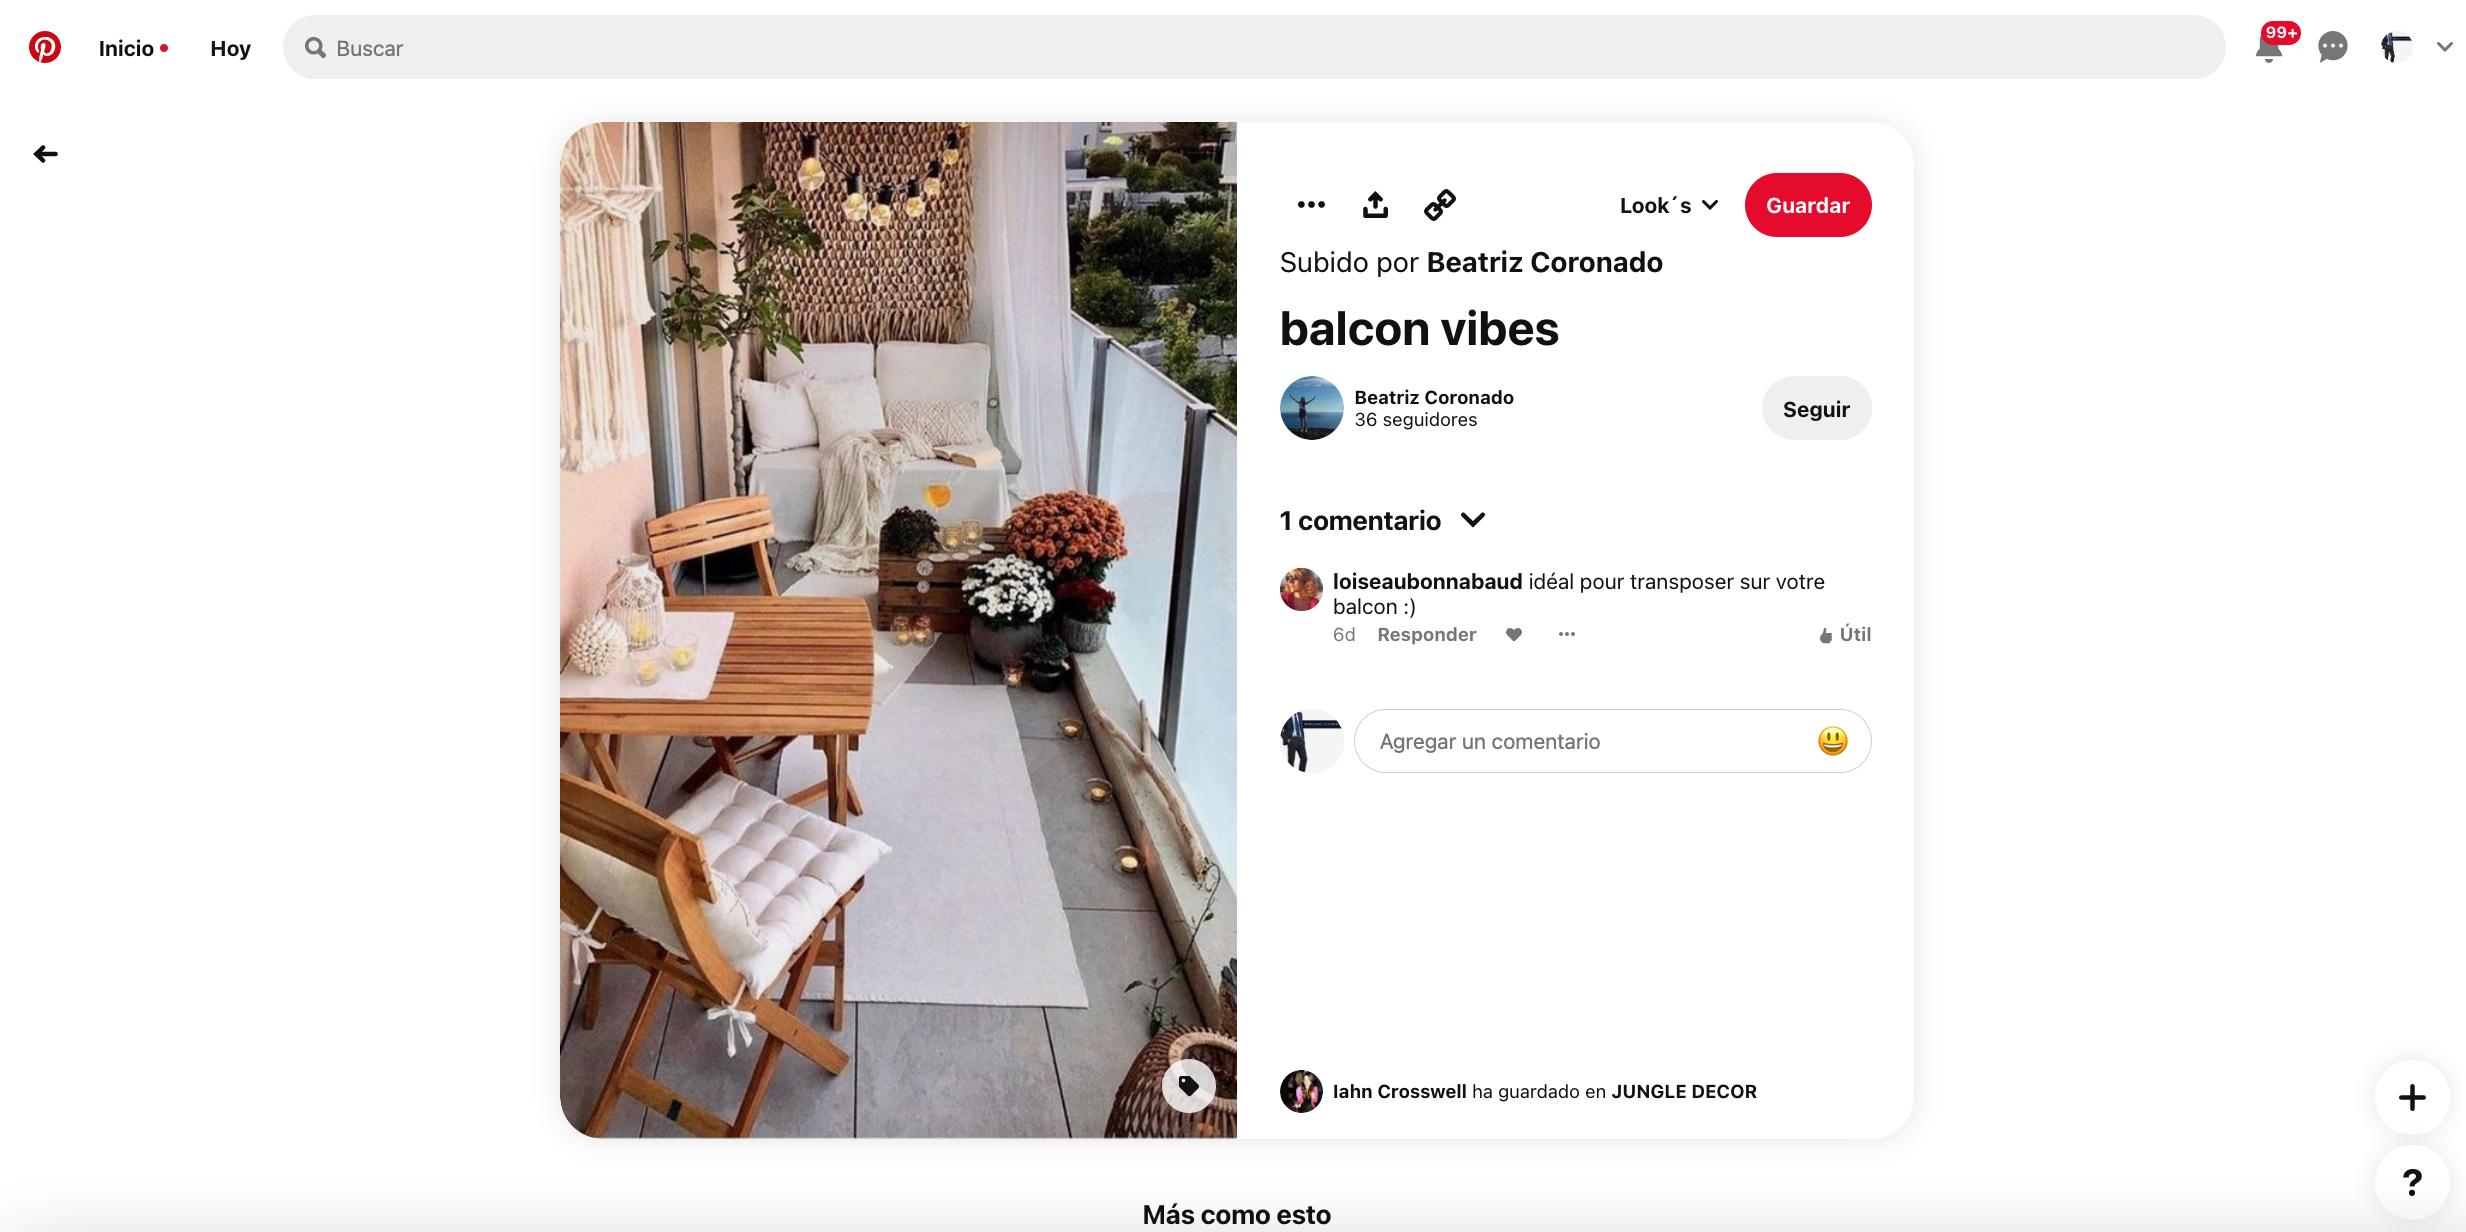 Inicio Hoy Buscar 99+
Look´s Guardar
Subido por Beatriz Coronado
balcon vibes
Beatriz Coronado
36 seguidores
Seguir
1 comentario
loiseaubonnabaud idéal pour transposer sur votre
balcon :)
6d Responder Útil
Agregar un comentario
Iahn Crosswell ha guardado en JUNGLE DECOR
Más como esto